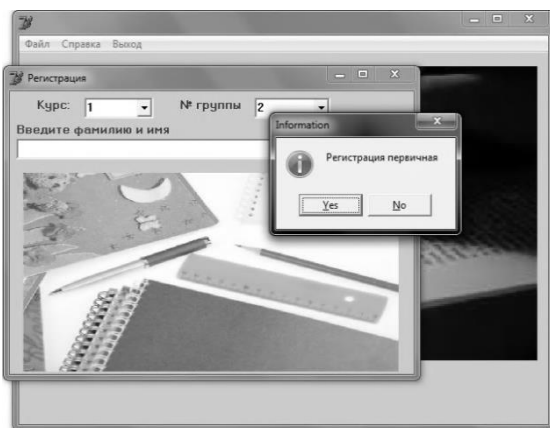 Файл Справка Выход
Регистрация
Курс: 1 № группы 2
Введите фамилию и имя
Information
Регистрация первичная
Yes No